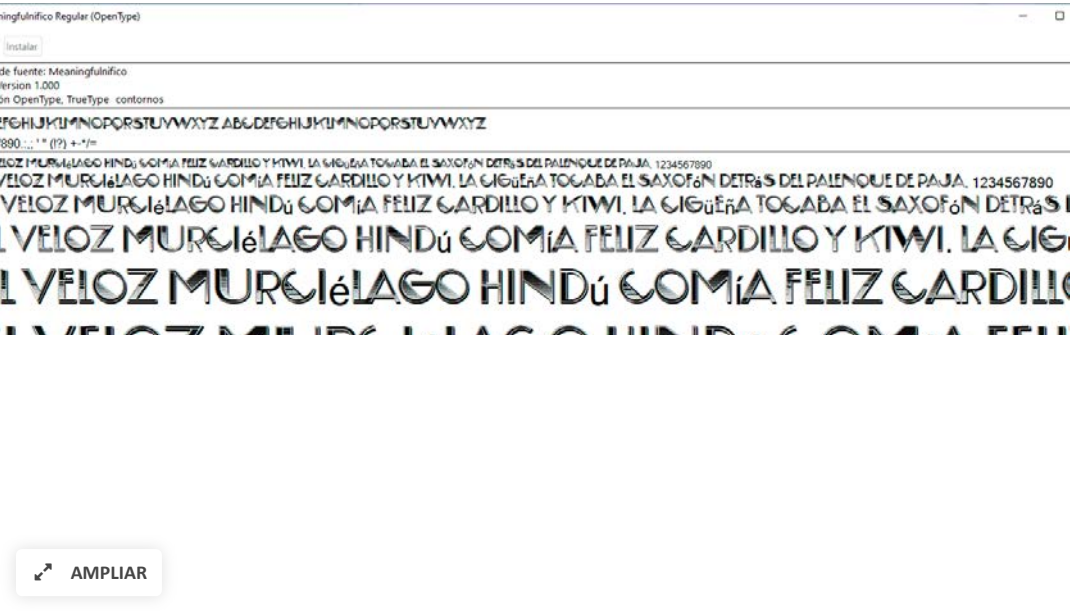 ningfulnifico Regular (OpenType)
Instalar
de fuente: Meaningfulnifico
Version 1.000
ón OpenType, TrueType contornos
EFGHIJKLMNOPQRSTUVWXYZ ABCDEFGHIJKLMNOPQRSTUVWXYZ
7890.:,; ' " (!?) +-*/=
ELOZ MURCIéLAGO HINDú COMíA FELIZ CARDILLO Y KIWI. LA CIGüEñA TOCABA EL SAXOFóN DETRáS DEL PALENQUE DE PAJA. 1234567890
VELOZ MURCIéLAGO HINDú COMíA FELIZ CARDILLO Y KIWI. LA CIGüEñA TOCABA EL SAXOFóN DETRáS DEL PALENQUE DE PAJA. 1234567890
VELOZ MURCIéLAGO HINDú COMíA FELIZ CARDILLO Y KIWI. LA CIGüEñA TOCABA EL SAXOFóN DETRáS D
L VELOZ MURCIéLAGO HINDú COMíA FELIZ CARDILLO Y KIWI. LA CIGü
L VELOZ MURCIéLAGO HINDú COMíA FELIZ CARDILLO
AMPLIAR